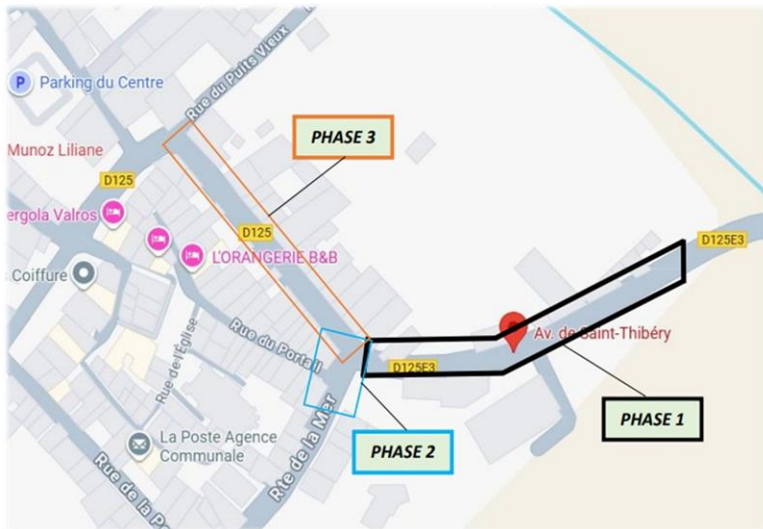 Rue du Puits Vieux
P
Parking du Centre
PHASE 3
Munoz Liliane
D125
ergola Valros
D125
D125E3
L'ORANGERIE B&B
Coiffure
Av. de Saint-Thibéry
Rue du Portail
Rue de l'Église
D125E3
PHASE 1
Rte de la Mer
La Poste Agence
Communale
PHASE 2
Rue de la